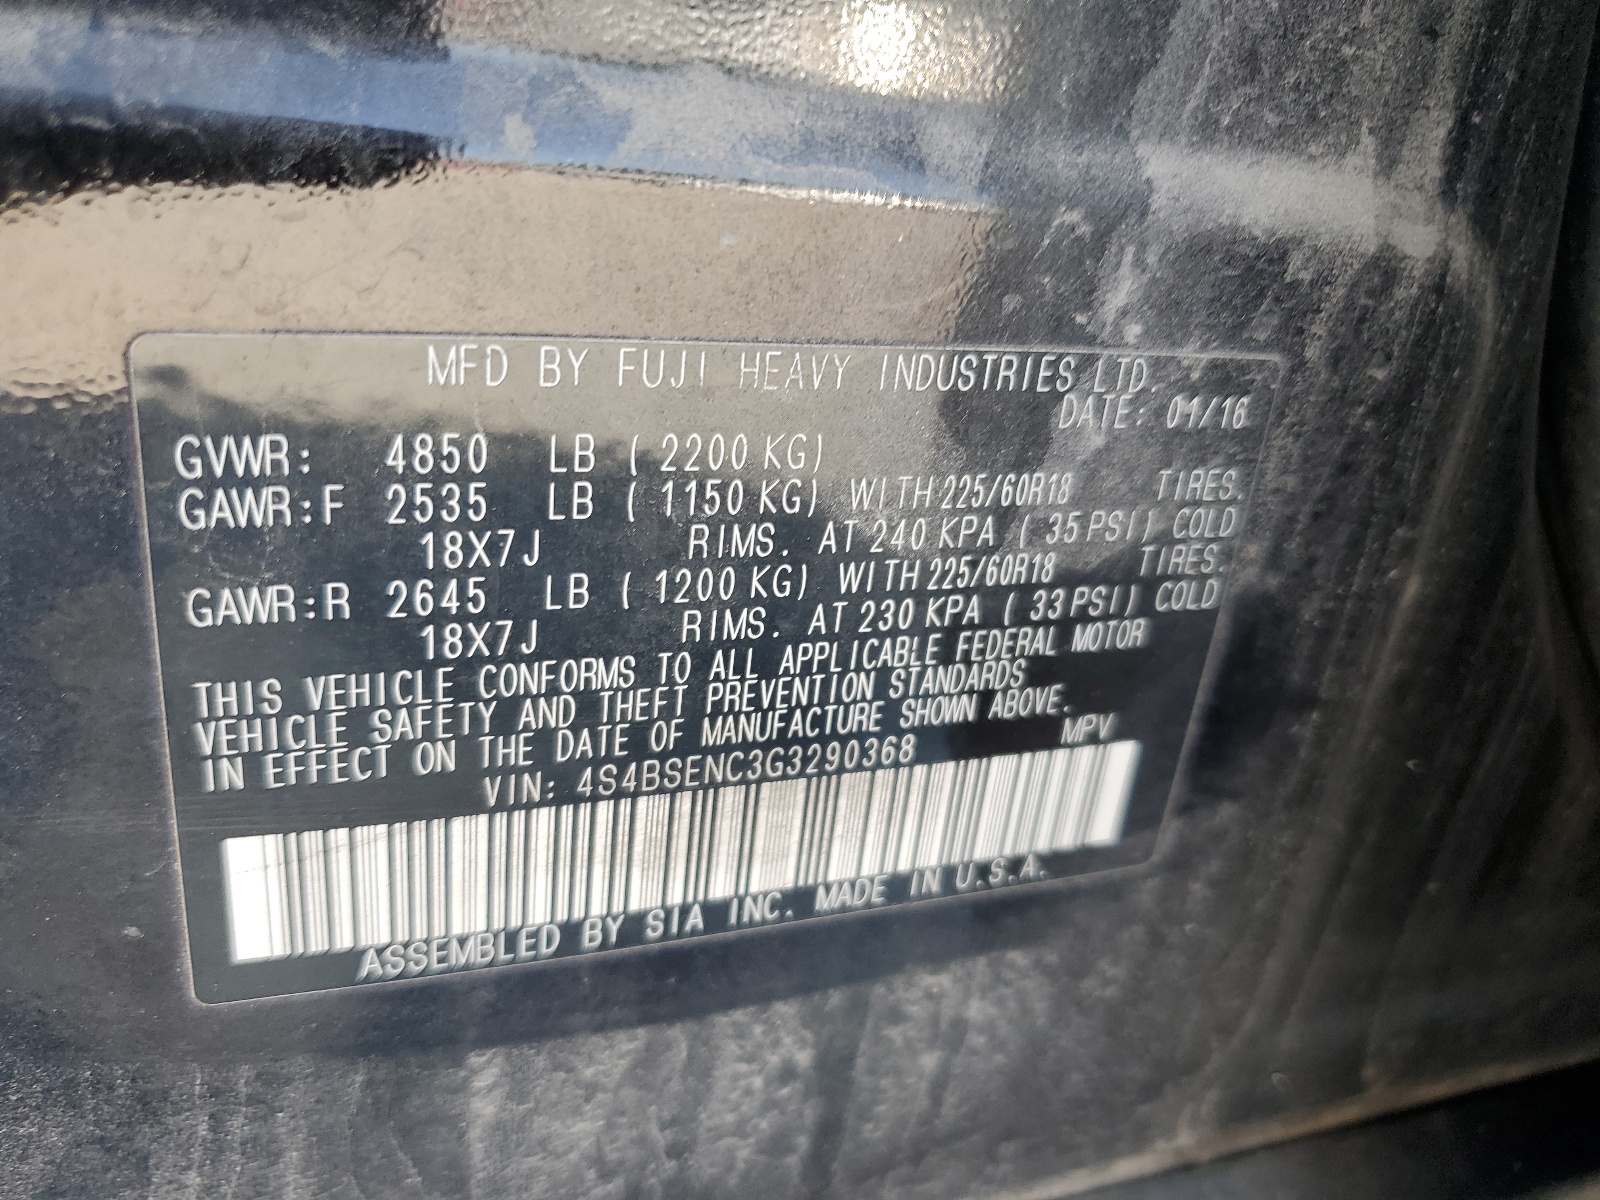 MFD BY FUJI HEAVY INDUSTRIES LTD.
DATE: 01/16
GVWR: 4850 LB ( 2200 KG)
GAWR:F 2535 LB ( 1150 KG) WITH 225/60R18 TIRES.
18X7J RIMS. AT 240 KPA ( 35 PSI) COLD
GAWR:R 2645 LB ( 1200 KG) WITH 225/60R18 TIRES.
18X7J RIMS. AT 230 KPA ( 33 PSI) COLD
THIS VEHICLE CONFORMS TO ALL APPLICABLE FEDERAL MOTOR
VEHICLE SAFETY AND THEFT PREVENTION STANDARDS
IN EFFECT ON THE DATE OF MANUFACTURE SHOWN ABOVE.
VIN: 4S4BSENC3G3290368 MPV
ASSEMBLED BY SIA INC. MADE IN U.S.A.